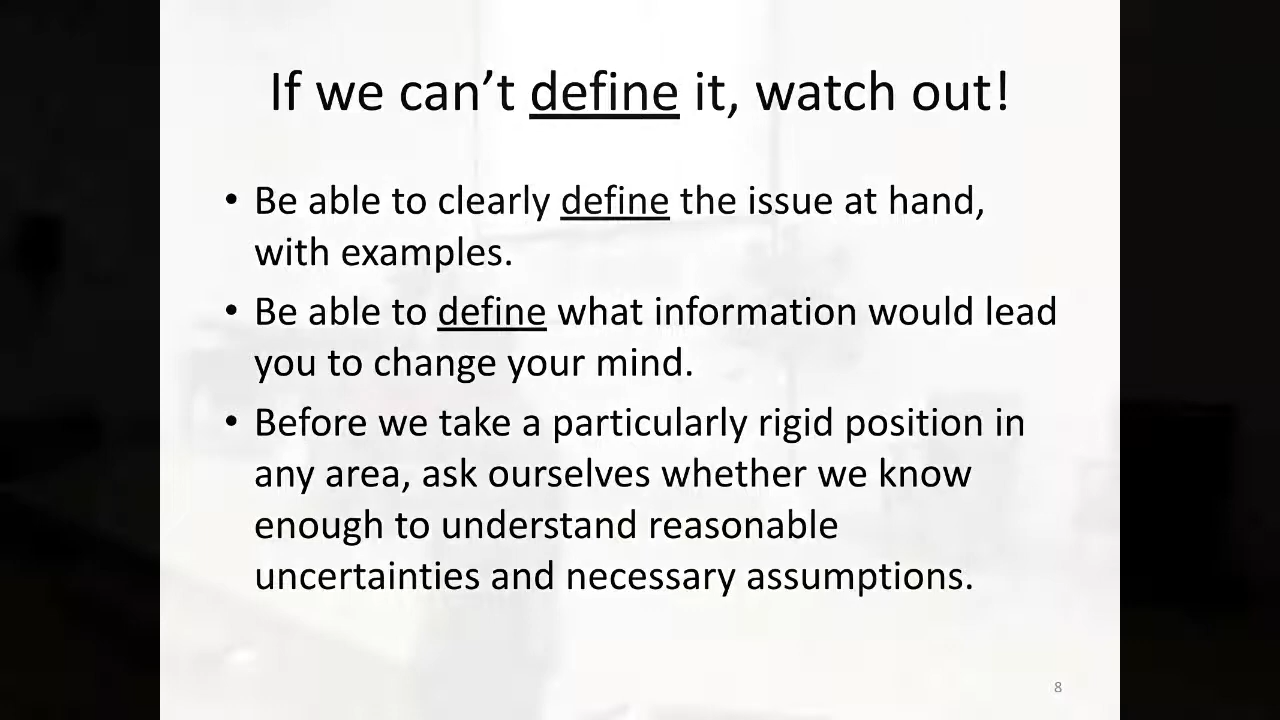 If we can’t define it, watch out!
• Be able to clearly define the issue at hand,
with examples.
• Be able to define what information would lead
you to change your mind.
• Before we take a particularly rigid position in
any area, ask ourselves whether we know
enough to understand reasonable
uncertainties and necessary assumptions.
8